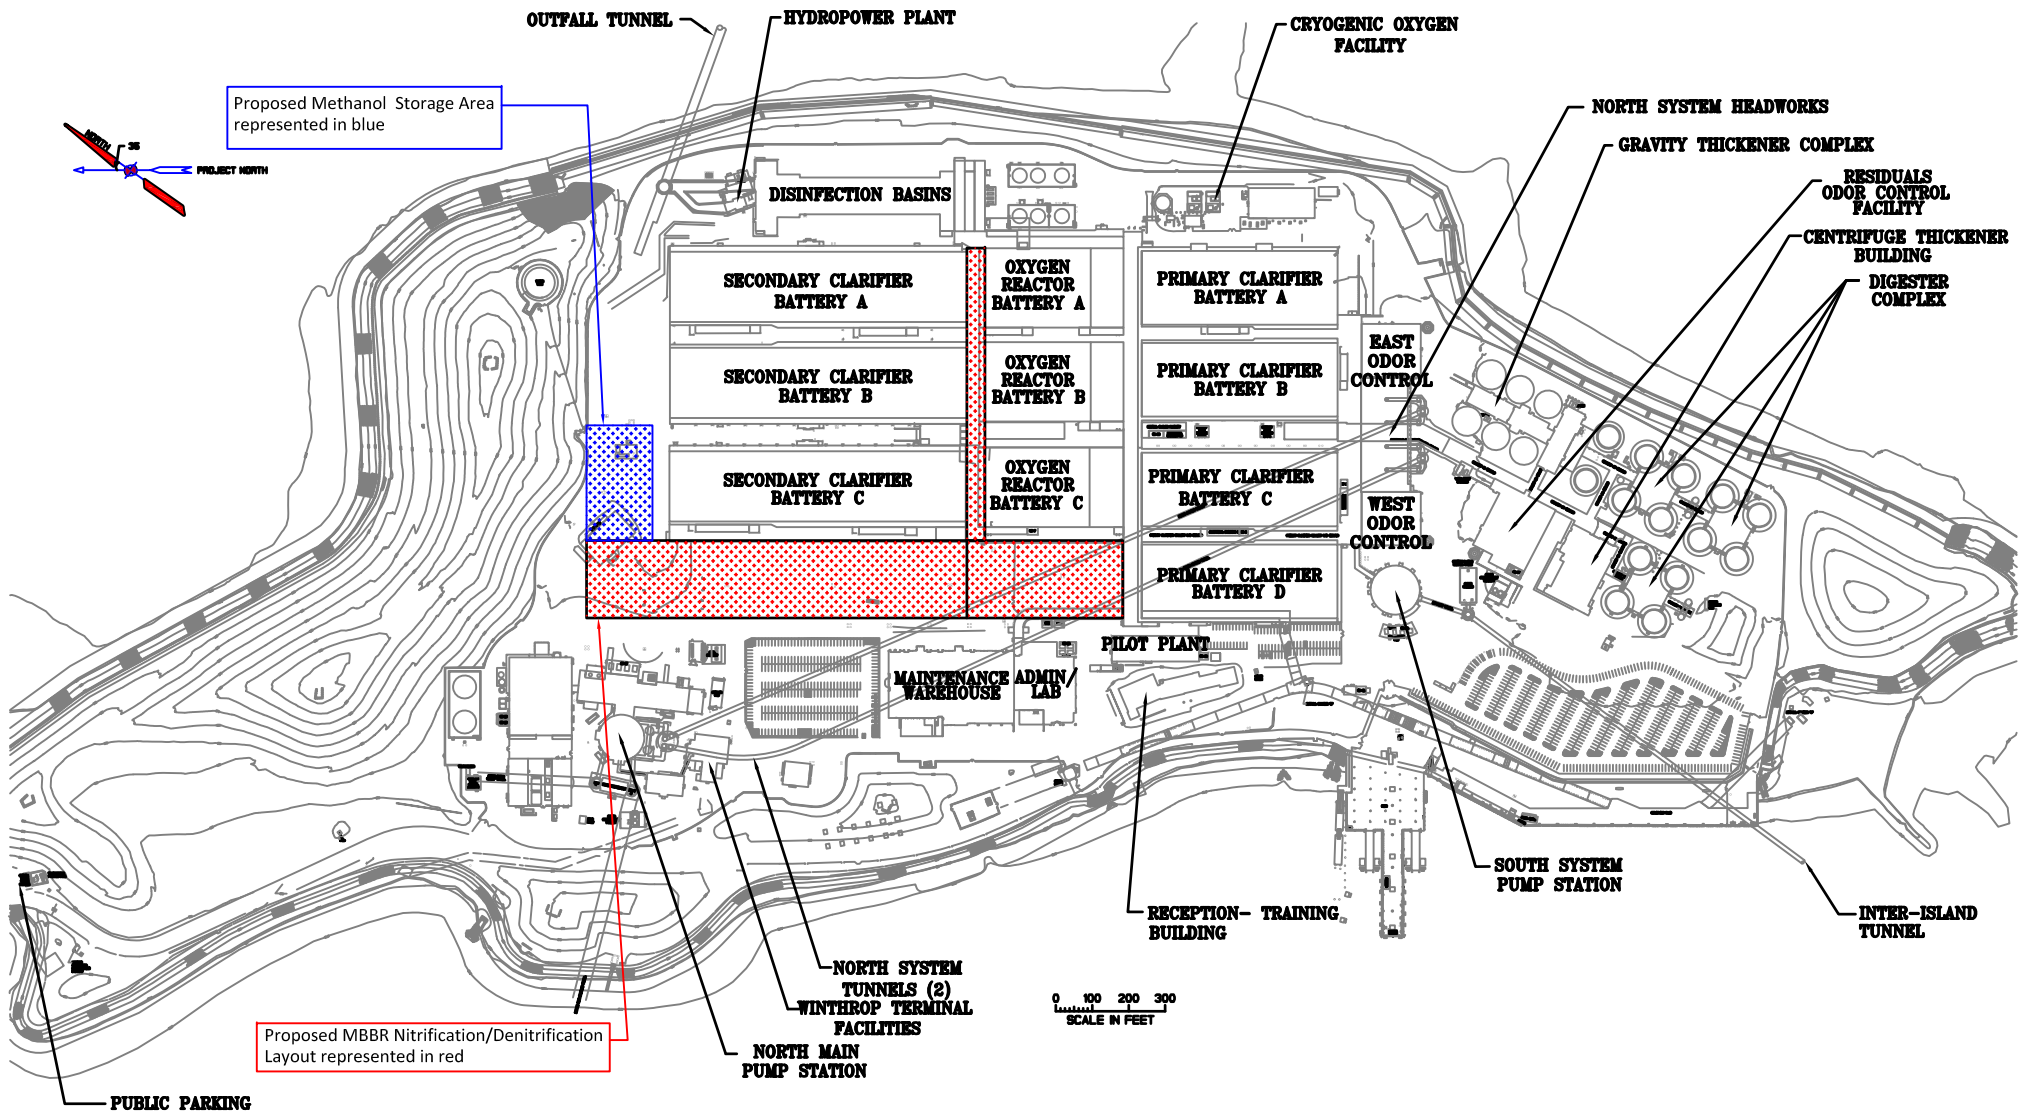 OUTFALL TUNNEL
HYDROPOWER PLANT
CRYOGENIC OXYGEN
FACILITY
Proposed Methanol Storage Area
represented in blue
NORTH
36
PROJECT NORTH
NORTH SYSTEM HEADWORKS
GRAVITY THICKENER COMPLEX
RESIDUALS
ODOR CONTROL
FACILITY
CENTRIFUGE THICKENER
BUILDING
DIGESTER
COMPLEX
DISINFECTION BASINS
SECONDARY CLARIFIER
BATTERY A
OXYGEN
REACTOR
BATTERY A
PRIMARY CLARIFIER
BATTERY A
SECONDARY CLARIFIER
BATTERY B
OXYGEN
REACTOR
BATTERY B
PRIMARY CLARIFIER
BATTERY B
EAST
ODOR
CONTROL
SECONDARY CLARIFIER
BATTERY C
OXYGEN
REACTOR
BATTERY C
PRIMARY CLARIFIER
BATTERY C
WEST
ODOR
CONTROL
PRIMARY CLARIFIER
BATTERY D
PILOT PLANT
MAINTENANCE
WAREHOUSE
ADMIN/
LAB
SOUTH SYSTEM
PUMP STATION
RECEPTION- TRAINING
BUILDING
INTER-ISLAND
TUNNEL
NORTH SYSTEM
TUNNELS (2)
WINTHROP TERMINAL
FACILITIES
NORTH MAIN
PUMP STATION
0 100 200 300
SCALE IN FEET
Proposed MBBR Nitrification/Denitrification
Layout represented in red
PUBLIC PARKING